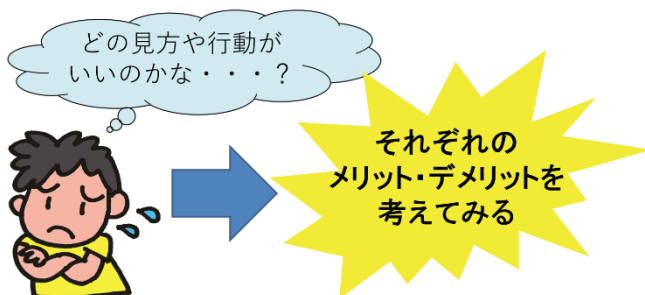 どの見方や行動が
いいのかな・・・？
それぞれの
メリット・デメリットを
考えてみる